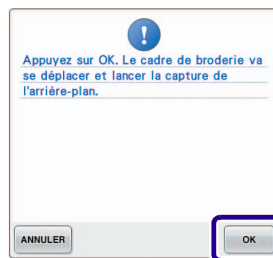 Appuyez sur OK. Le cadre de broderie va
se déplacer et lancer la capture de
l'arrière-plan.
ANNULER
OK